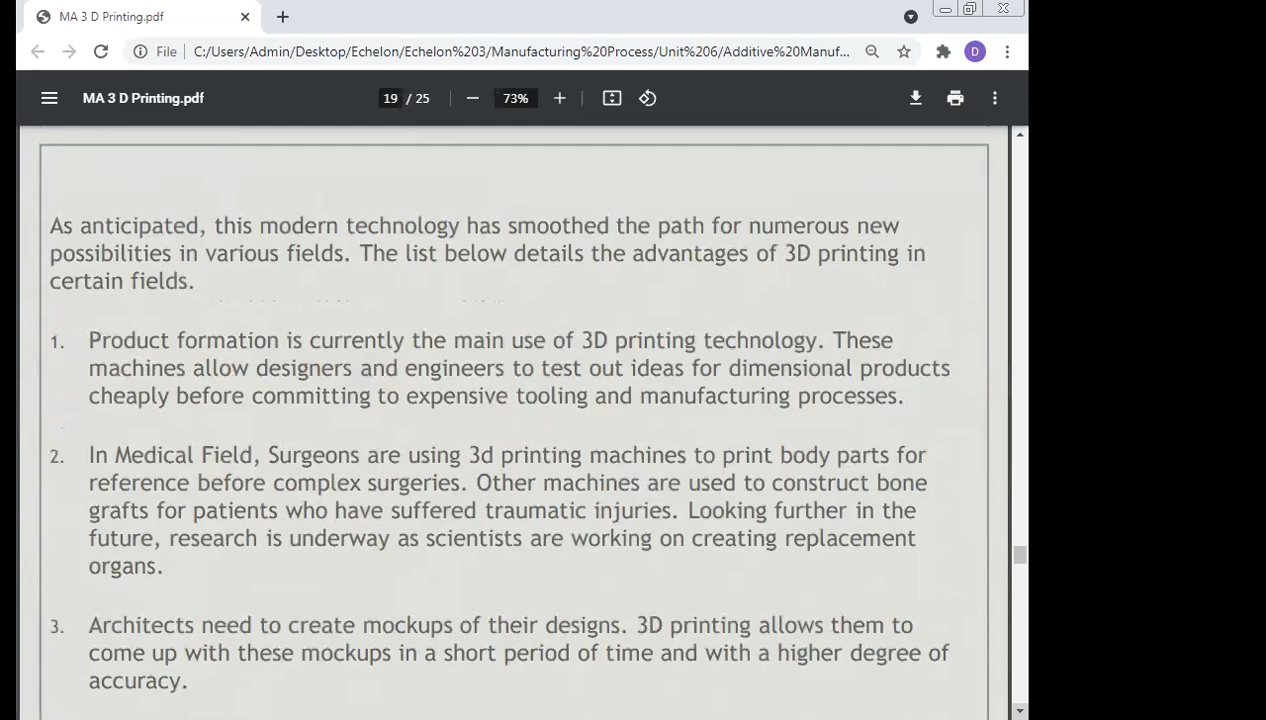 MA 3 D Printing.pdf
File C:/Users/Admin/Desktop/Echelon/Echelon%203/Manufacturing%20Process/Unit%206/Additive%20Manuf...
D
MA 3 D Printing.pdf
19 / 25
73%
As anticipated, this modern technology has smoothed the path for numerous new
possibilities in various fields. The list below details the advantages of 3D printing in
certain fields.
1. Product formation is currently the main use of 3D printing technology. These
machines allow designers and engineers to test out ideas for dimensional products
cheaply before committing to expensive tooling and manufacturing processes.
2. In Medical Field, Surgeons are using 3d printing machines to print body parts for
reference before complex surgeries. Other machines are used to construct bone
grafts for patients who have suffered traumatic injuries. Looking further in the
future, research is underway as scientists are working on creating replacement
organs.
3. Architects need to create mockups of their designs. 3D printing allows them to
come up with these mockups in a short period of time and with a higher degree of
accuracy.